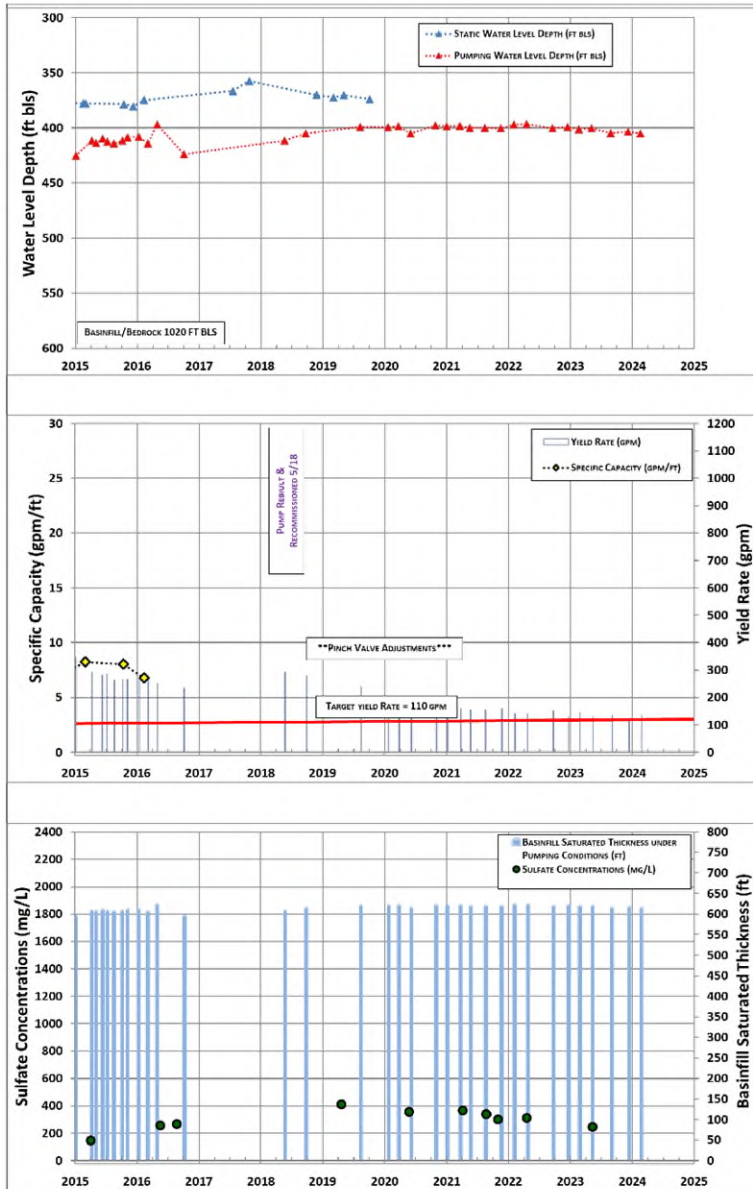 300
350
400
450
500
550
600
Water Level Depth (ft bls)
Static Water Level Depth (ft bls)
Pumping Water Level Depth (ft bls)
Basinfill/Bedrock 1020 ft bls
2015 2016 2017 2018 2019 2020 2021 2022 2023 2024 2025
30
25
20
15
10
5
0
Specific Capacity (gpm/ft)
Pump Rebiult &
Recommissioned 5/18
Yield Rate (gpm)
Specific Capacity (gpm/ft)
**Pinch Valve Adjustments***
Target yield Rate = 110 gpm
1200
1100
1000
900
800
700
600
500
400
300
200
100
0
Yield Rate (gpm)
2015 2016 2017 2018 2019 2020 2021 2022 2023 2024 2025
2400
2200
2000
1800
1600
1400
1200
1000
800
600
400
200
0
Sulfate Concentrations (mg/L)
Basinfill Saturated Thickness under
Pumping Conditions (ft)
Sulfate Concentrations (mg/L)
800
750
700
650
600
550
500
450
400
350
300
250
200
150
100
50
0
Basinfill Saturated Thickness (ft)
2015 2016 2017 2018 2019 2020 2021 2022 2023 2024 2025